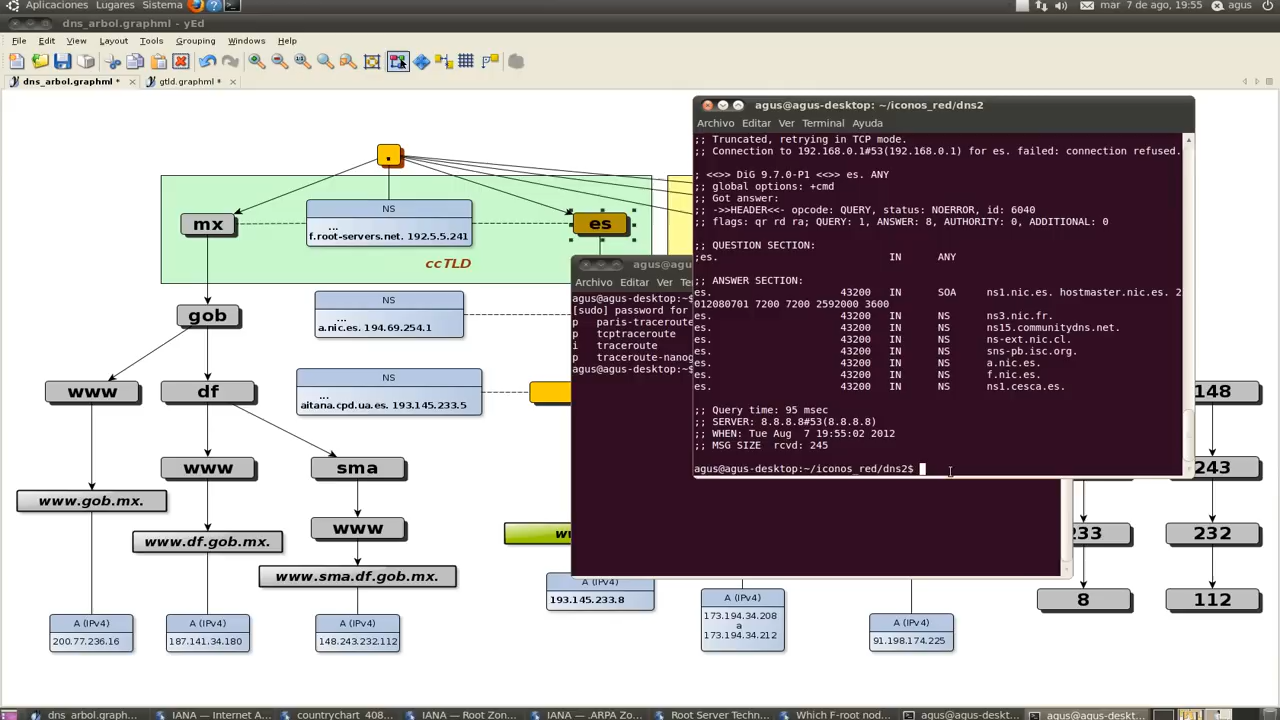 Aplicaciones Lugares Sistema
mar 7 de ago, 19:55
agus
dns_arbol.graphml - yEd
File Edit View Layout Tools Grouping Windows Help
dns_arbol.graphml *
gtld.graphml *
.
mx
NS
...
f.root-servers.net. 192.5.5.241
es
ccTLD
gob
NS
...
a.nic.es. 194.69.254.1
www
df
NS
...
aitana.cpd.ua.es. 193.145.233.5
www
sma
www.gob.mx.
www
www.df.gob.mx.
www.sma.df.gob.mx.
A (IPv4)
200.77.236.16
A (IPv4)
187.141.34.180
A (IPv4)
148.243.232.112
A (IPv4)
193.145.233.8
A (IPv4)
173.194.34.208
a
173.194.34.212
A (IPv4)
91.198.174.225
148
243
233
232
8
112
agus@ag
Archivo Editar Ver
agus@agus-desktop:~$
[sudo] password for
p paris-traceroute
p tcptraceroute
i traceroute
p traceroute-nanog
agus@agus-desktop:~$
agus@agus-desktop: ~/iconos_red/dns2
Archivo Editar Ver Terminal Ayuda
;; Truncated, retrying in TCP mode.
;; Connection to 192.168.0.1#53(192.168.0.1) for es. failed: connection refused.
; <<>> DiG 9.7.0-P1 <<>> es. ANY
;; global options: +cmd
;; Got answer:
;; ->>HEADER<<- opcode: QUERY, status: NOERROR, id: 6040
;; flags: qr rd ra; QUERY: 1, ANSWER: 8, AUTHORITY: 0, ADDITIONAL: 0
;; QUESTION SECTION:
;es. IN ANY
;; ANSWER SECTION:
es. 43200 IN SOA ns1.nic.es. hostmaster.nic.es. 2
012080701 7200 7200 2592000 3600
es. 43200 IN NS ns3.nic.fr.
es. 43200 IN NS ns15.communitydns.net.
es. 43200 IN NS ns-ext.nic.cl.
es. 43200 IN NS sns-pb.isc.org.
es. 43200 IN NS a.nic.es.
es. 43200 IN NS f.nic.es.
es. 43200 IN NS ns1.cesca.es.
;; Query time: 95 msec
;; SERVER: 8.8.8.8#53(8.8.8.8)
;; WHEN: Tue Aug 7 19:55:02 2012
;; MSG SIZE rcvd: 245
agus@agus-desktop:~/iconos_red/dns2$
dns_arbol.graphml...
IANA — Internet A...
countrychart_408...
IANA — Root Zon...
IANA — .ARPA Zo...
Root Server Techn...
Which F-root nod...
agus@agus-deskt...
agus@agus-deskt...